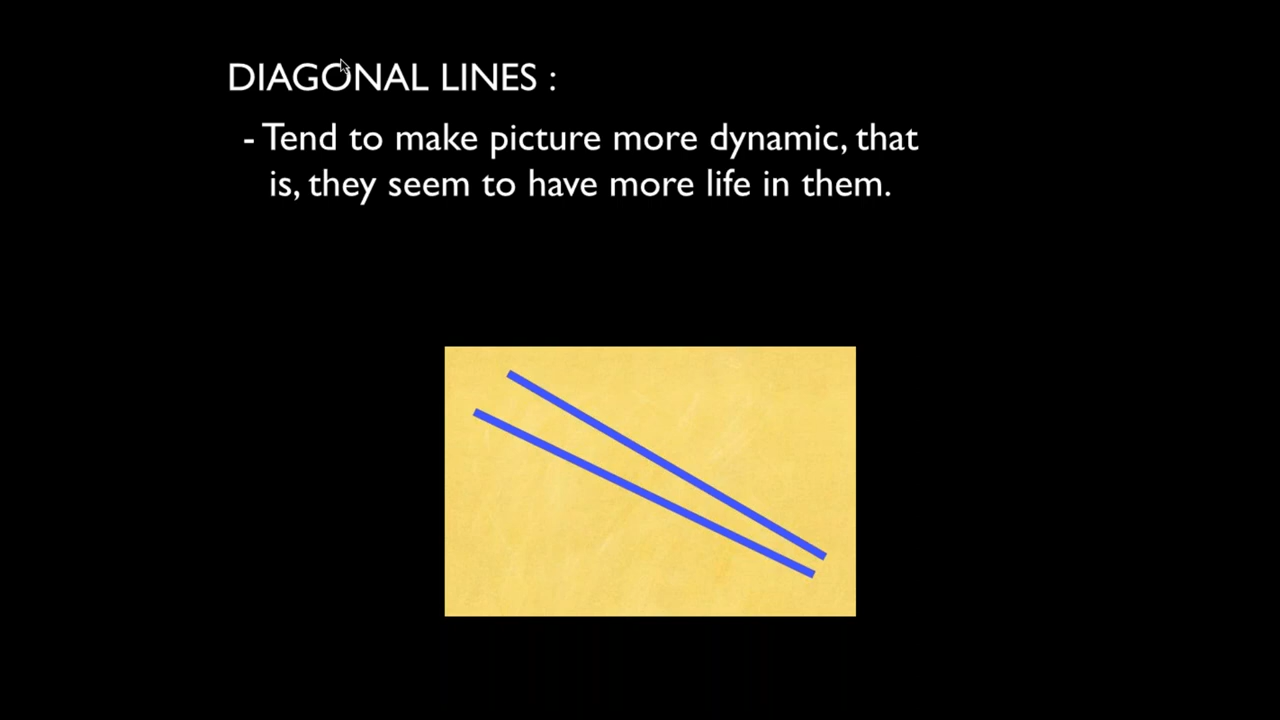 DIAGONAL LINES :
- Tend to make picture more dynamic, that
is, they seem to have more life in them.